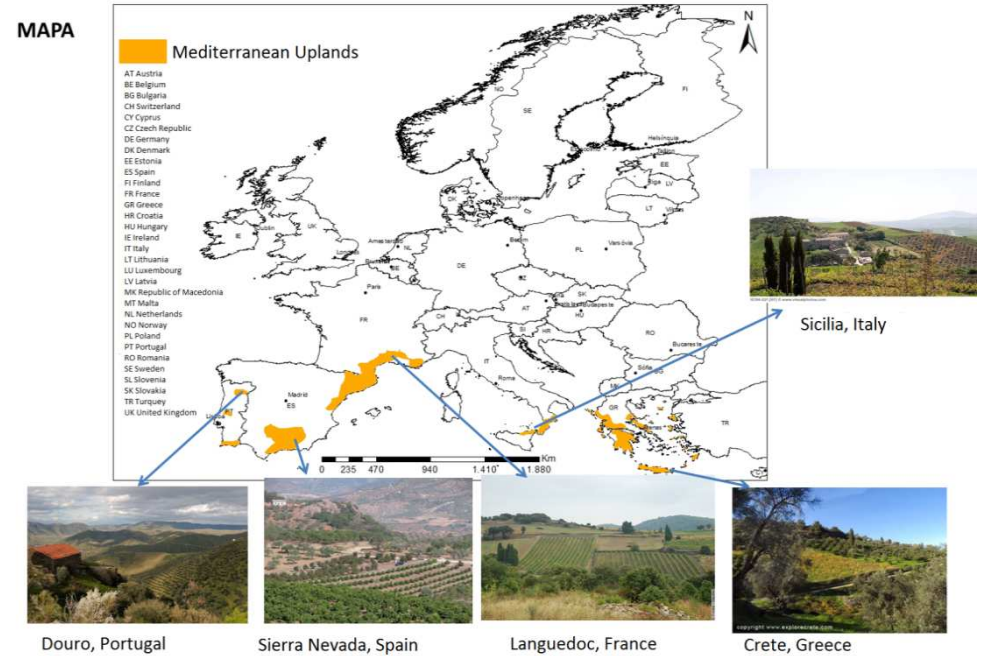 MAPA
Mediterranean Uplands
AT Austria
BE Belgium
BG Bulgaria
CH Switzerland
CY Cyprus
CZ Czech Republic
DE Germany
DK Denmark
EE Estonia
ES Spain
FI Finland
FR France
GR Greece
HR Croatia
HU Hungary
IE Ireland
IT Italy
LT Lithuania
LU Luxembourg
LV Latvia
MK Republic of Macedonia
MT Malta
NL Netherlands
NO Norway
PL Poland
PT Portugal
RO Romania
SE Sweden
SL Slovenia
SK Slovakia
TR Turquey
UK United Kingdom
N
NO
SE
FI
Helsínquia
EE
Riga
LV
LT
DK
IE
UK
NL
Berlim
Varsóvia
PL
DE
BE
Paris
CZ
SK
AT
HU
CH
FR
SI
HR
RO
Bucareste
IT
Roma
Sófia
MK
GR
TR
Madrid
ES
PT
Km
0
235
470
940
1.410
1.880
Sicilia, Italy
Douro, Portugal
Sierra Nevada, Spain
Languedoc, France
copyright www.explorecrete.com
Crete, Greece